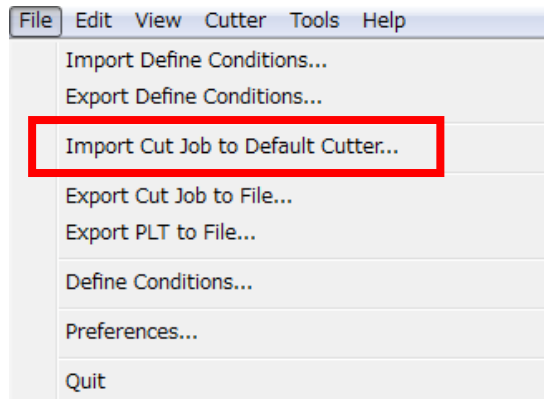 File Edit View Cutter Tools Help
Import Define Conditions...
Export Define Conditions...
Import Cut Job to Default Cutter...
Export Cut Job to File...
Export PLT to File...
Define Conditions...
Preferences...
Quit